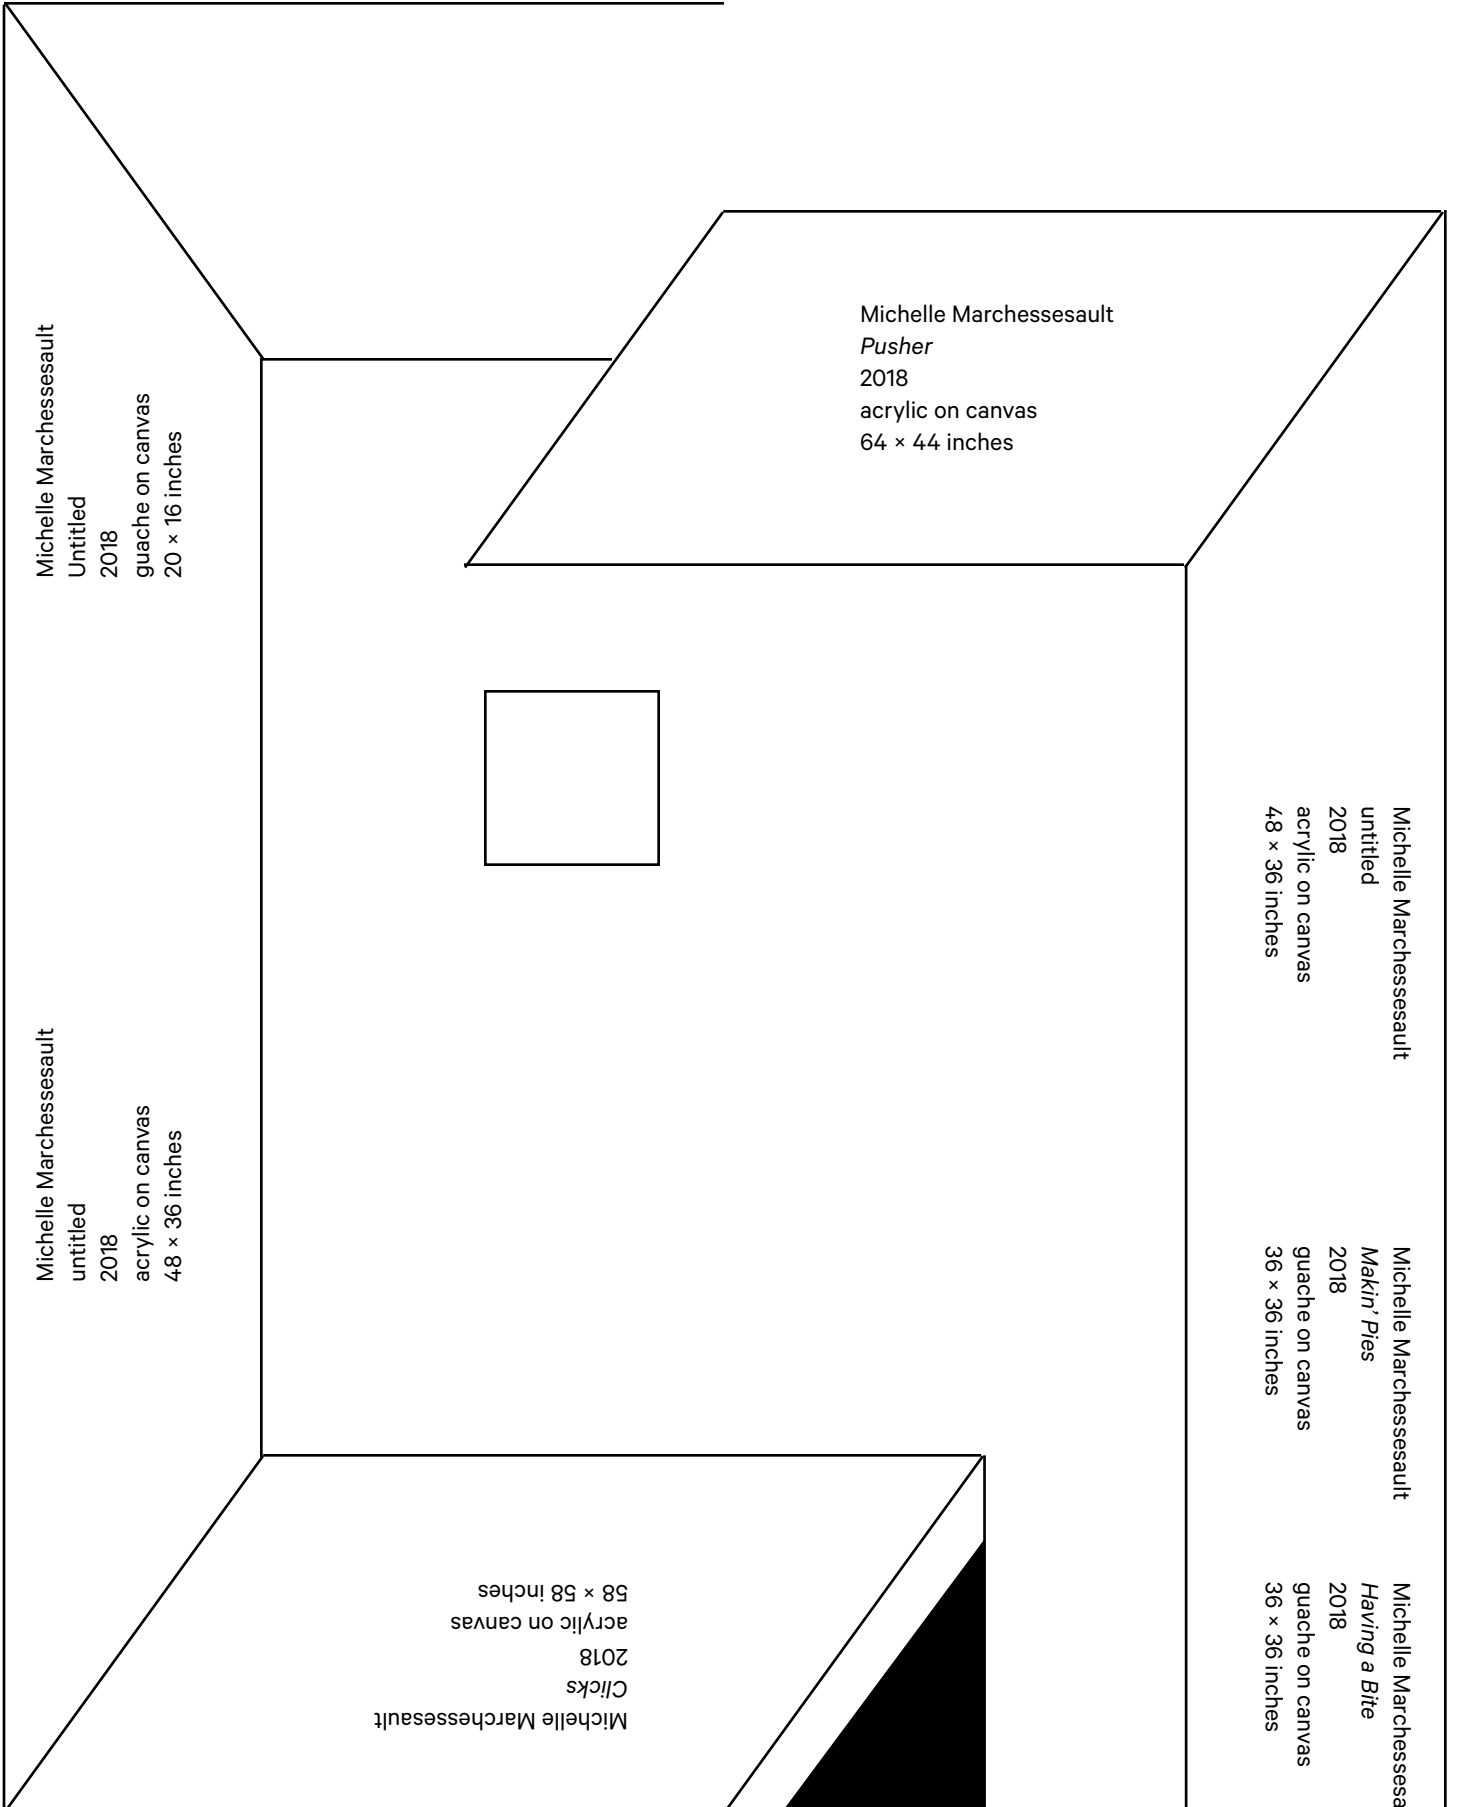 Michelle Marchessesault
Pusher
2018
acrylic on canvas
64 × 44 inches
Michelle Marchessesault
Untitled
2018
guache on canvas
20 × 16 inches
Michelle Marchessesault
untitled
2018
acrylic on canvas
48 × 36 inches
Michelle Marchessesault
untitled
2018
acrylic on canvas
48 × 36 inches
Michelle Marchessesault
Makin’ Pies
2018
guache on canvas
36 × 36 inches
Michelle Marchessesa
Having a Bite
2018
guache on canvas
36 × 36 inches
Michelle Marchessesault
Clicks
2018
acrylic on canvas
58 × 58 inches